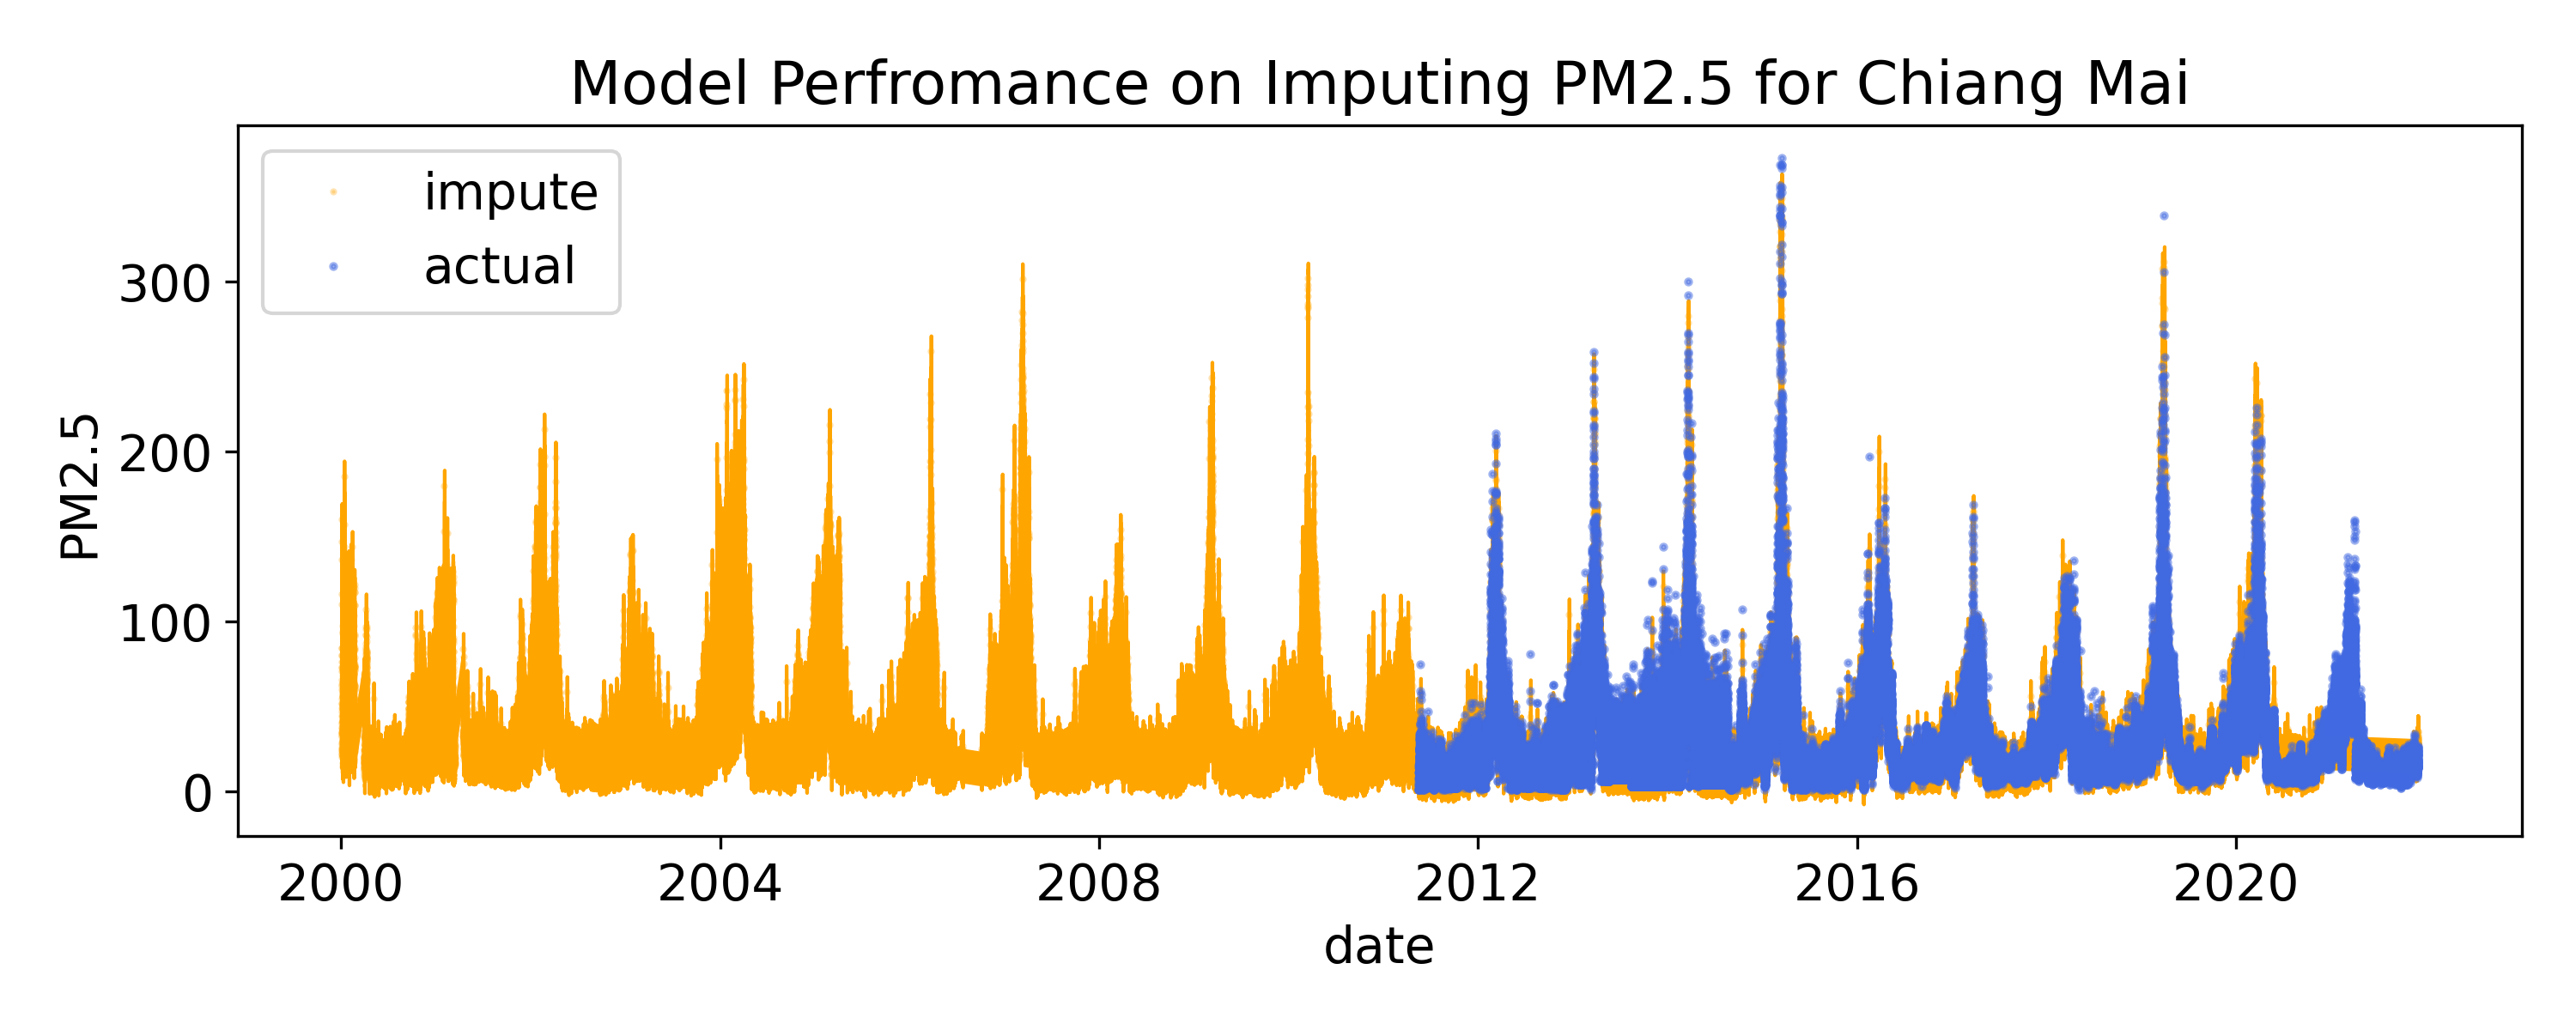 Model Perfromance on Imputing PM2.5 for Chiang Mai
impute
actual
PM2.5
300
200
100
0
2000 2004 2008 2012 2016 2020
date